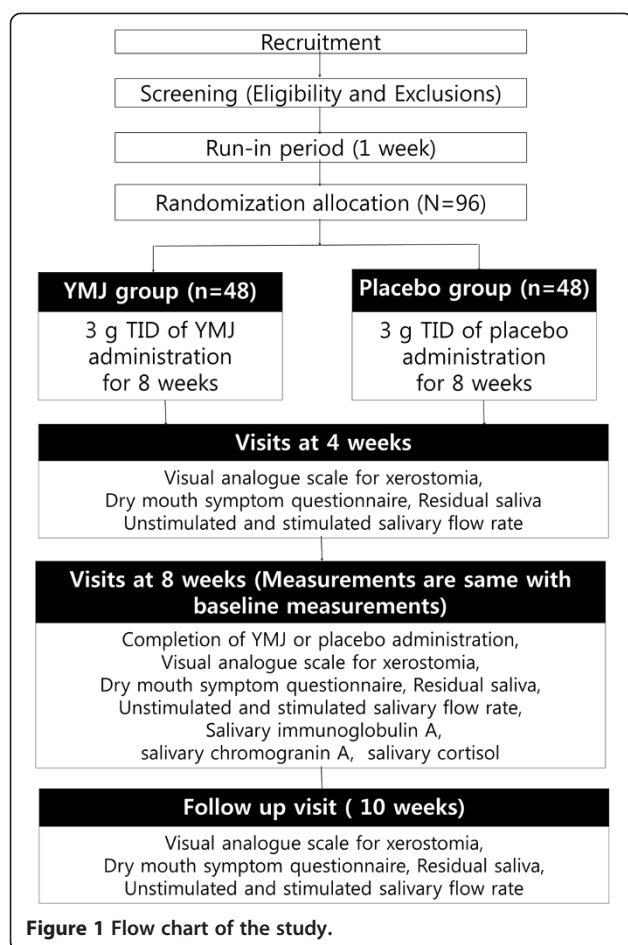 Recruitment
Screening (Eligibility and Exclusions)
Run-in period (1 week)
Randomization allocation (N=96)
YMJ group (n=48)
3 g TID of YMJ
administration
for 8 weeks
Placebo group (n=48)
3 g TID of placebo
administration
for 8 weeks
Visits at 4 weeks
Visual analogue scale for xerostomia,
Dry mouth symptom questionnaire, Residual saliva
Unstimulated and stimulated salivary flow rate
Visits at 8 weeks (Measurements are same with
baseline measurements)
Completion of YMJ or placebo administration,
Visual analogue scale for xerostomia,
Dry mouth symptom questionnaire, Residual saliva,
Unstimulated and stimulated salivary flow rate,
Salivary immunoglobulin A,
salivary chromogranin A, salivary cortisol
Follow up visit ( 10 weeks)
Visual analogue scale for xerostomia,
Dry mouth symptom questionnaire, Residual saliva,
Unstimulated and stimulated salivary flow rate
Figure 1 Flow chart of the study.